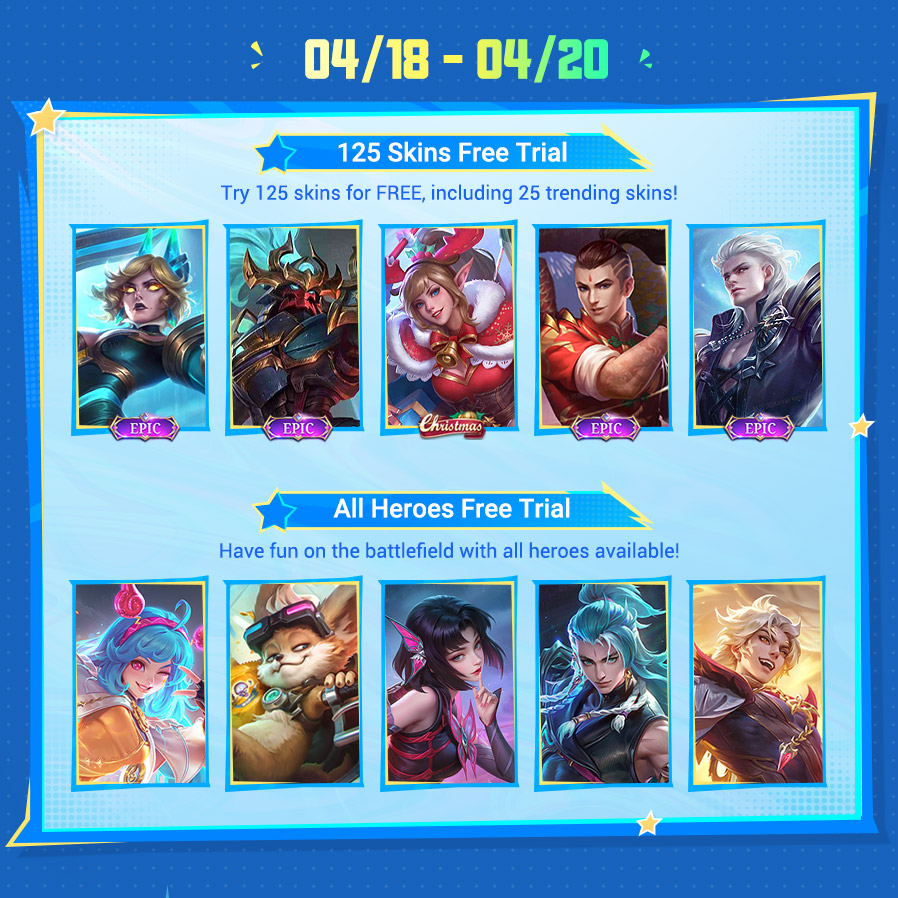 04/18 - 04/20
125 Skins Free Trial
Try 125 skins for FREE, including 25 trending skins!
EPIC
EPIC
Christmas
EPIC
EPIC
All Heroes Free Trial
Have fun on the battlefield with all heroes available!